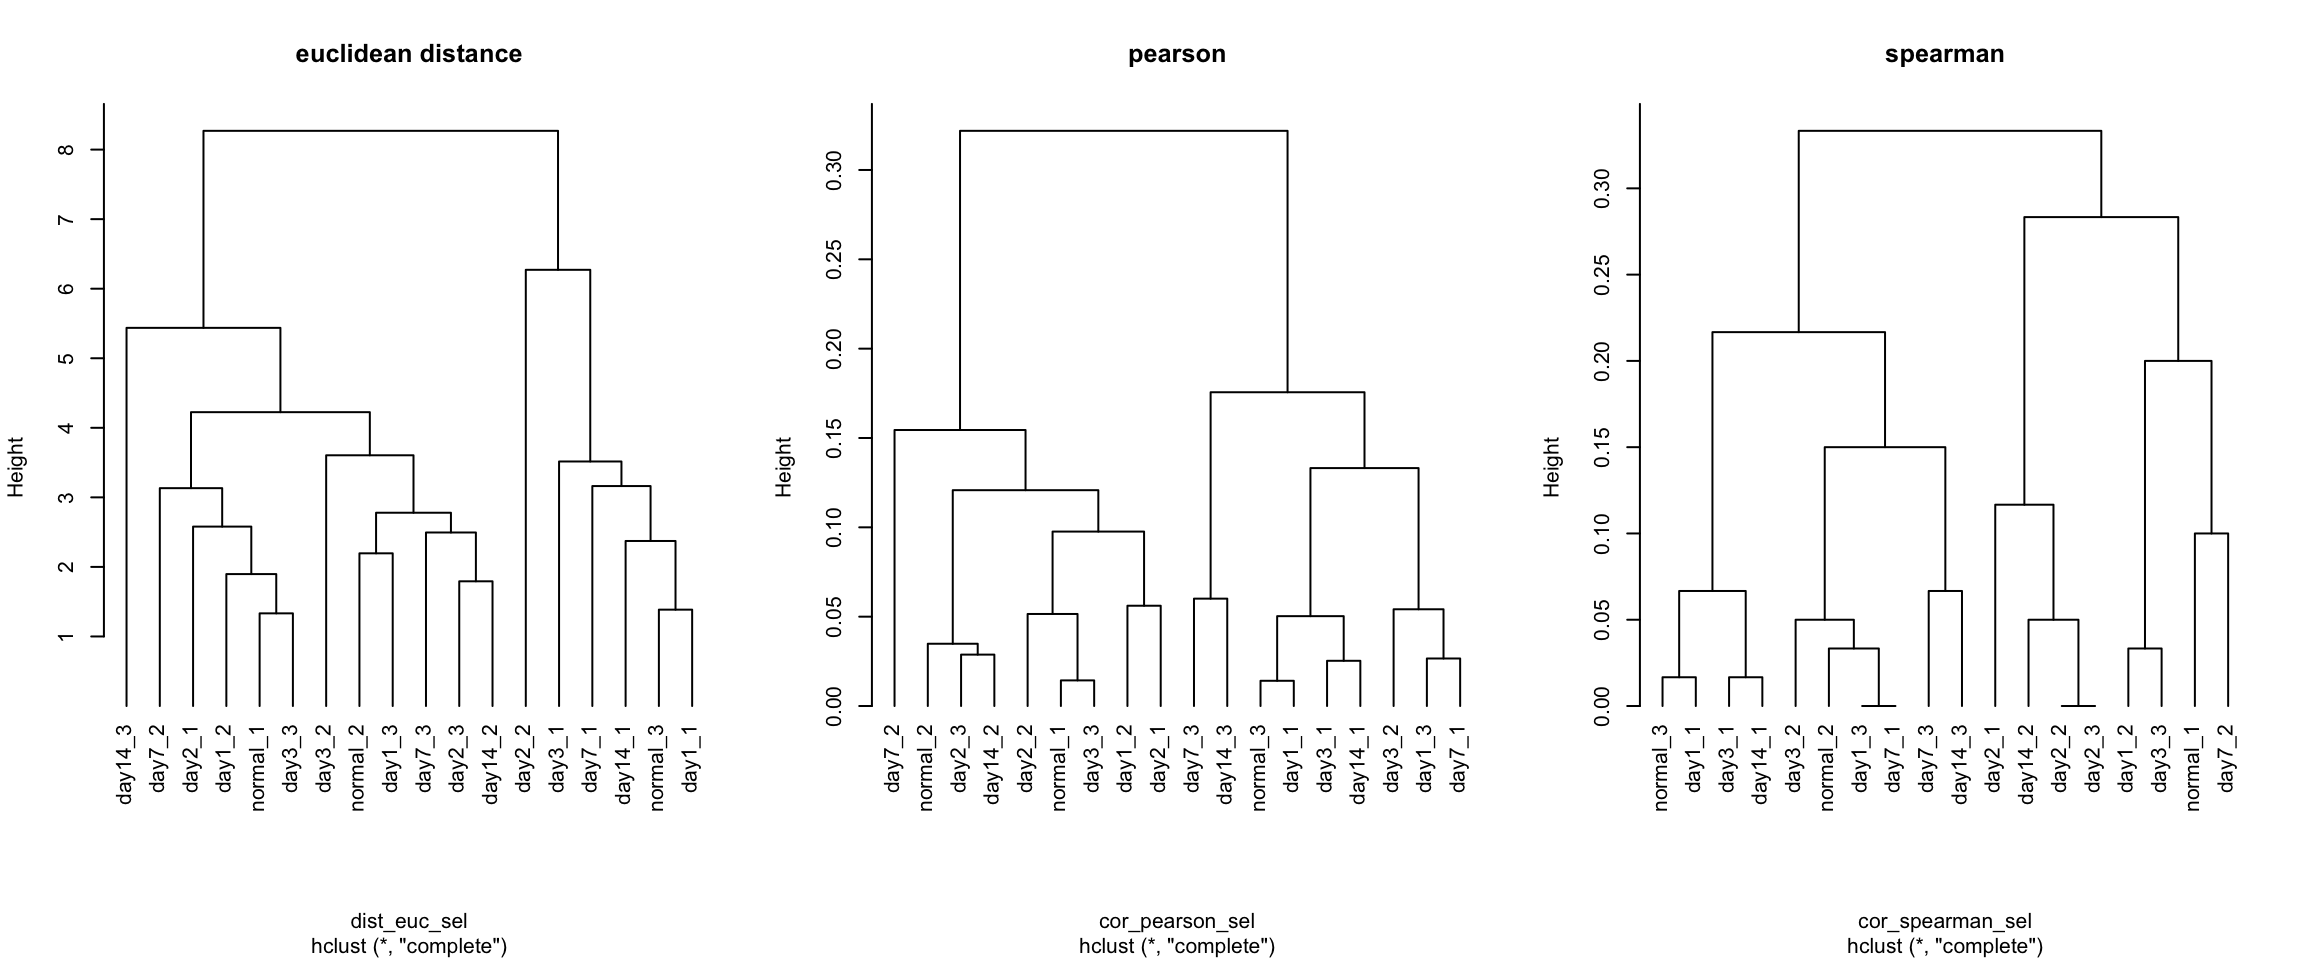 euclidean distance
Height
8
7
6
5
4
3
2
1
day14_3
day7_2
day2_1
day1_2
normal_1
day3_3
day3_2
normal_2
day1_3
day7_3
day2_3
day14_2
day2_2
day3_1
day7_1
day14_1
normal_3
day1_1
dist_euc_sel
hclust (*, "complete")
pearson
Height
0.30
0.25
0.20
0.15
0.10
0.05
0.00
day7_2
normal_2
day2_3
day14_2
day2_2
normal_1
day3_3
day1_2
day2_1
day7_3
day14_3
normal_3
day1_1
day3_1
day14_1
day3_2
day1_3
day7_1
cor_pearson_sel
hclust (*, "complete")
spearman
Height
0.30
0.25
0.20
0.15
0.10
0.05
0.00
normal_3
day1_1
day3_1
day14_1
day3_2
normal_2
day1_3
day7_1
day7_3
day14_3
day2_1
day14_2
day2_2
day2_3
day1_2
day3_3
normal_1
day7_2
cor_spearman_sel
hclust (*, "complete")